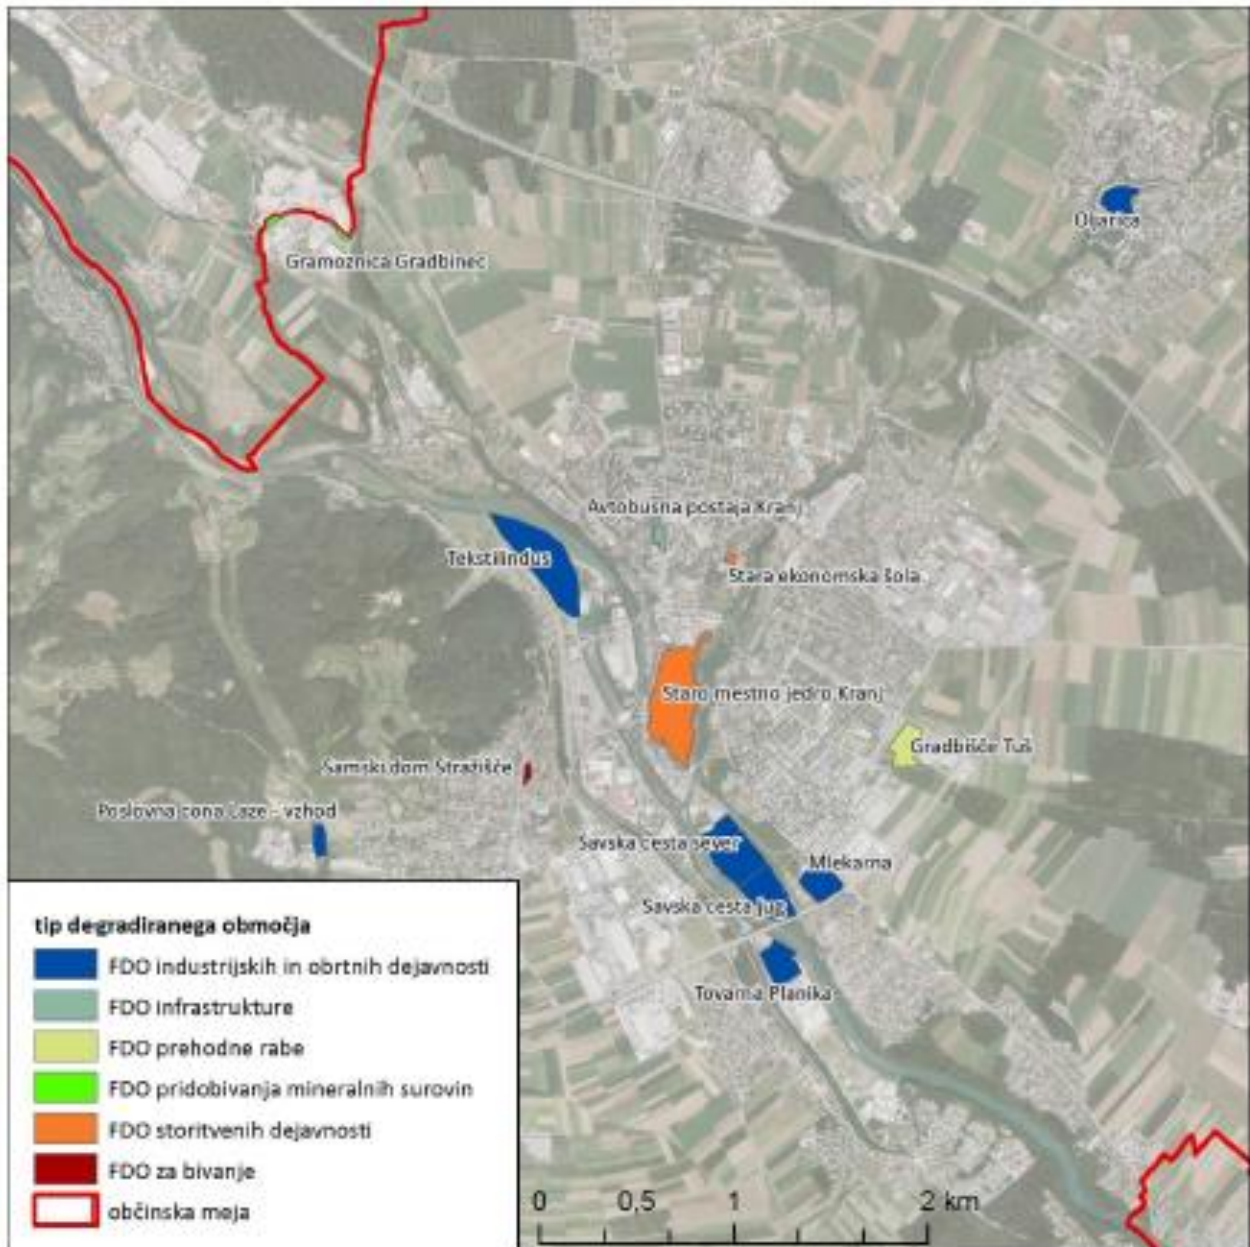 Oljarica
Gramoznica Gradbinec
Avtobusna postaja Kranj
Tekstilindus
Stara ekonomska šola
Staro mestno jedro Kranj
Gradbišče Tuš
Samski dom Stražišče
Poslovna cona Laze - vzhod
Savska cesta sever
Mlekarna
Savska cesta jug
Tovarna Planika
tip degradiranega območja
FDO industrijskih in obrtnih dejavnosti
FDO infrastrukture
FDO prehodne rabe
FDO pridobivanja mineralnih surovin
FDO storitvenih dejavnosti
FDO za bivanje
občinska meja
0 0,5 1 2 km